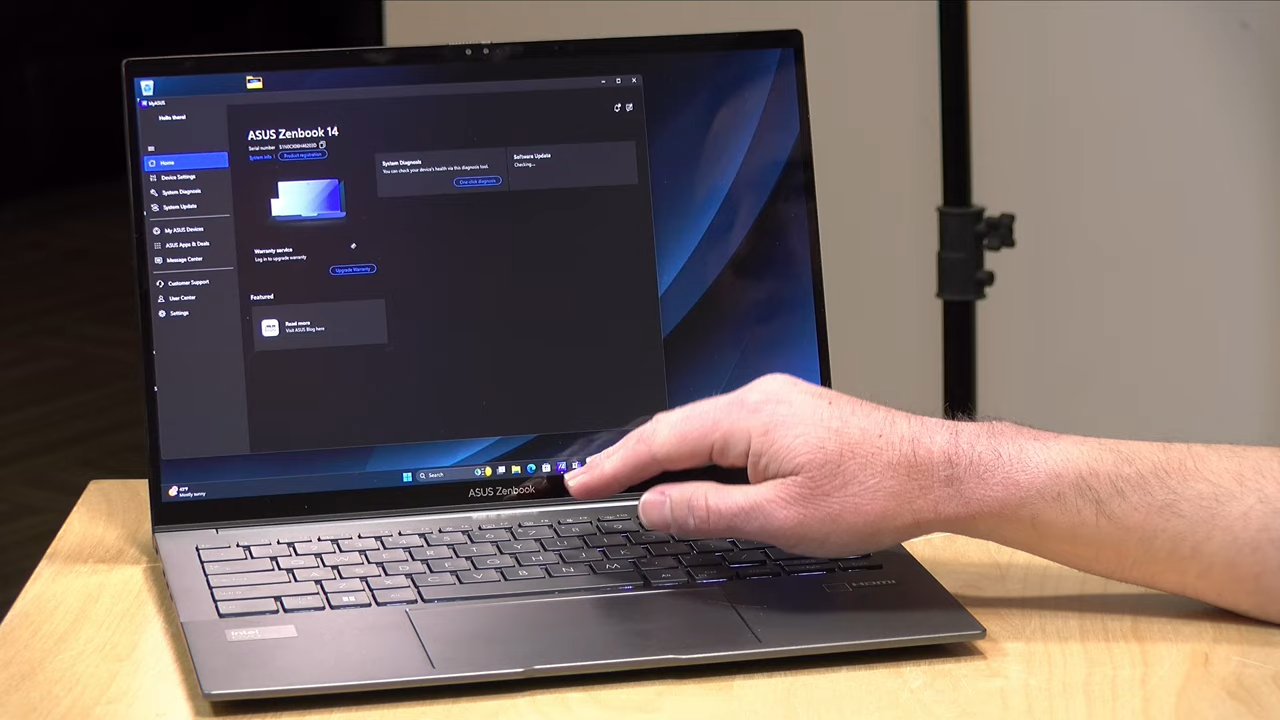 MyASUS
Hello there!
ASUS Zenbook 14
Serial number
System info
Product registration
Home
Device Settings
System Diagnosis
System Update
My ASUS Devices
ASUS Apps & Deals
Message Center
Customer Support
User Center
Settings
System Diagnosis
You can check your device's health via this diagnosis tool.
One-click diagnosis
Software Update
Checking...
Warranty service
Log in to upgrade warranty
Upgrade Warranty
Featured
Read more
Visit ASUS Blog here
Mostly sunny
Search
ASUS Zenbook
Q W E R T Y
A S D F G H
Z X C V B N M
intel
HDMI